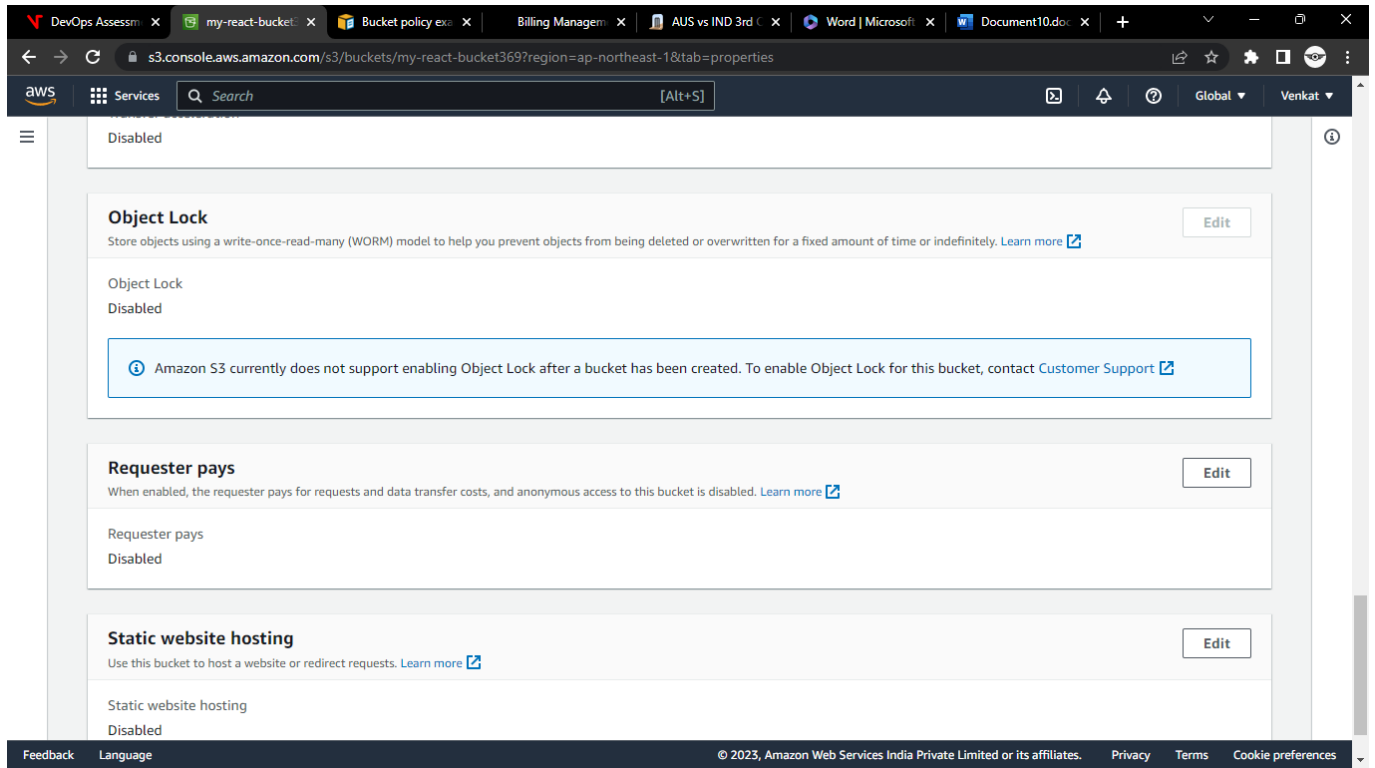 DevOps Assessm
my-react-bucket3
Bucket policy exa
Billing Managem
AUS vs IND 3rd
Word | Microsoft
Document10.doc
s3.console.aws.amazon.com/s3/buckets/my-react-bucket369?region=ap-northeast-1&tab=properties
aws
Services
Search
[Alt+S]
Global
Venkat
Transfer acceleration
Disabled
Object Lock
Edit
Store objects using a write-once-read-many (WORM) model to help you prevent objects from being deleted or overwritten for a fixed amount of time or indefinitely. Learn more
Object Lock
Disabled
Amazon S3 currently does not support enabling Object Lock after a bucket has been created. To enable Object Lock for this bucket, contact Customer Support
Requester pays
Edit
When enabled, the requester pays for requests and data transfer costs, and anonymous access to this bucket is disabled. Learn more
Requester pays
Disabled
Static website hosting
Edit
Use this bucket to host a website or redirect requests. Learn more
Static website hosting
Disabled
Feedback
Language
© 2023, Amazon Web Services India Private Limited or its affiliates.
Privacy
Terms
Cookie preferences